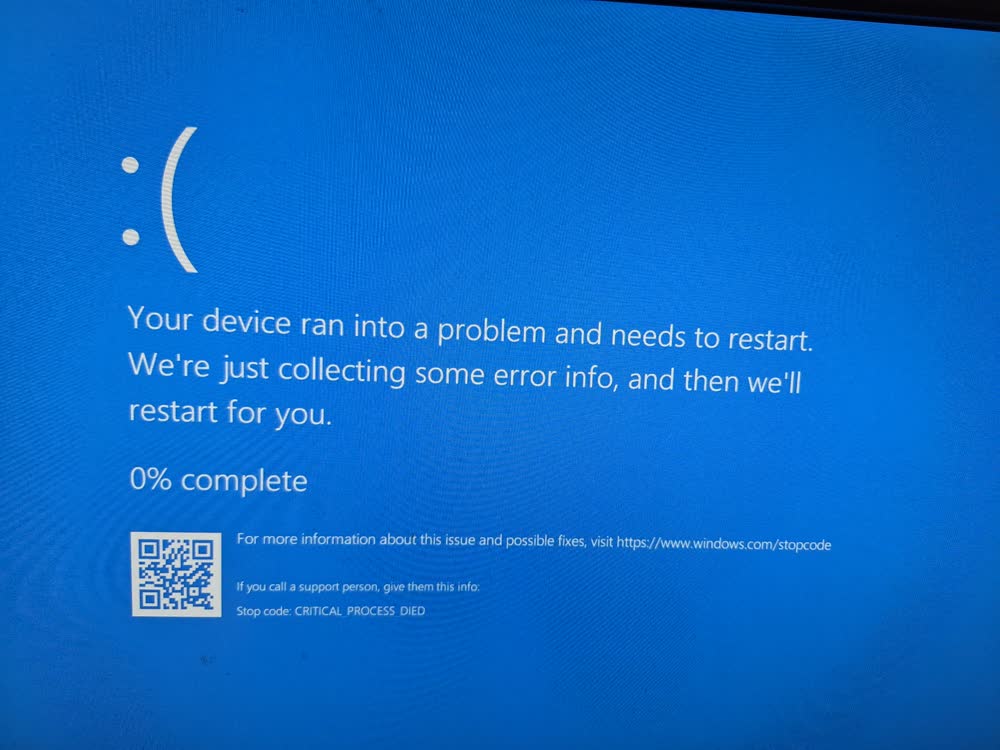 :(
Your device ran into a problem and needs to restart.
We're just collecting some error info, and then we'll
restart for you.
0% complete
For more information about this issue and possible fixes, visit https://www.windows.com/stopcode
If you call a support person, give them this info:
Stop code: CRITICAL_PROCESS_DIED